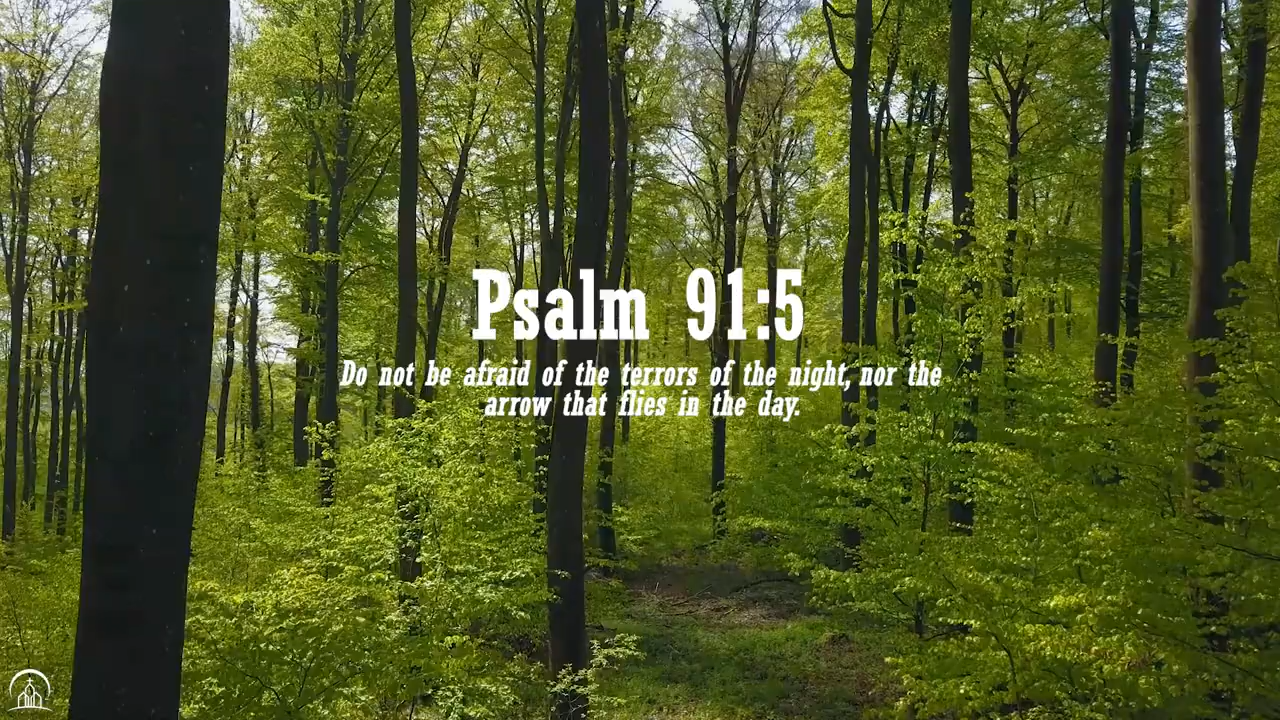 Psalm 91:5
Do not be afraid of the terrors of the night, nor the
arrow that flies in the day.